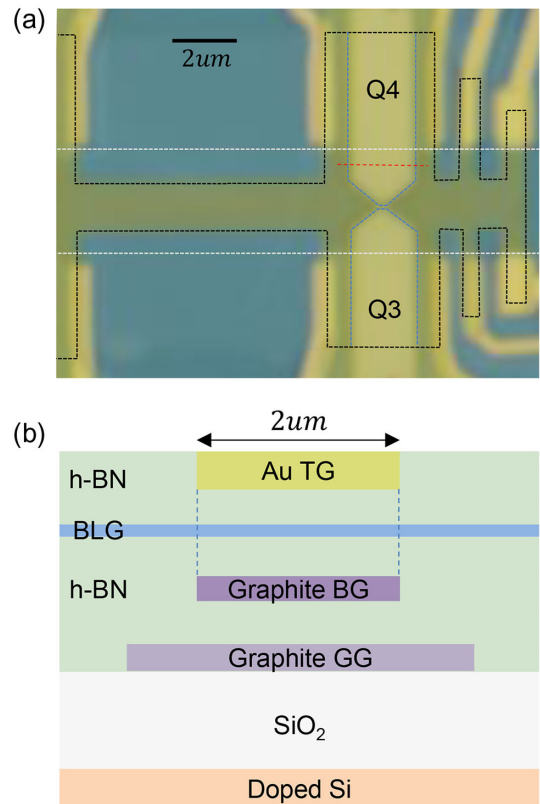 (a)
2um
Q4
Q3
(b)
2um
h-BN
Au TG
BLG
h-BN
Graphite BG
Graphite GG
SiO₂
Doped Si